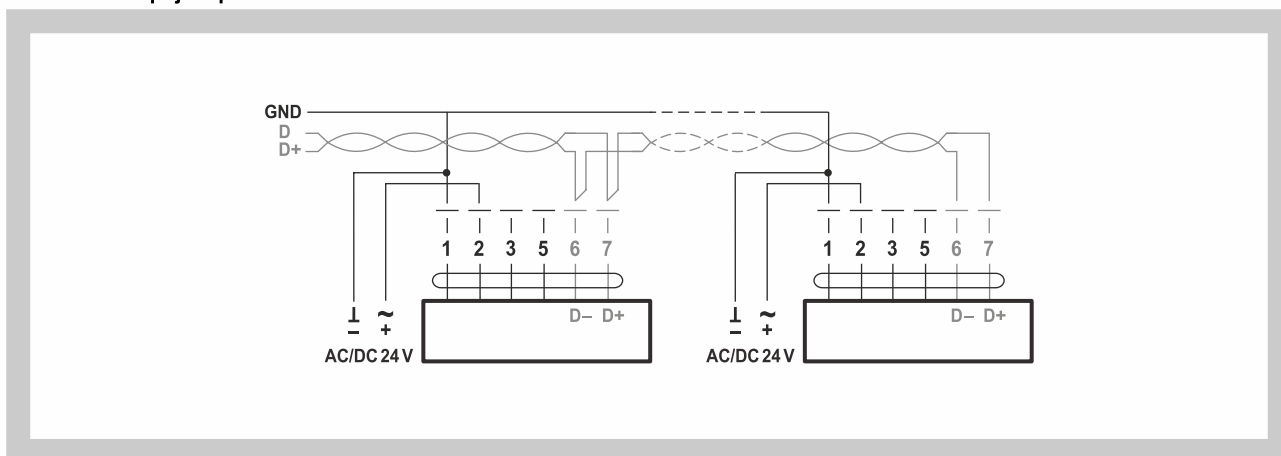 GND
D
D+
1 2 3 5 6 7 1 2 3 5 6 7
⊥ ~ D– D+ ⊥ ~ D– D+
– + – +
AC/DC 24 V AC/DC 24 V